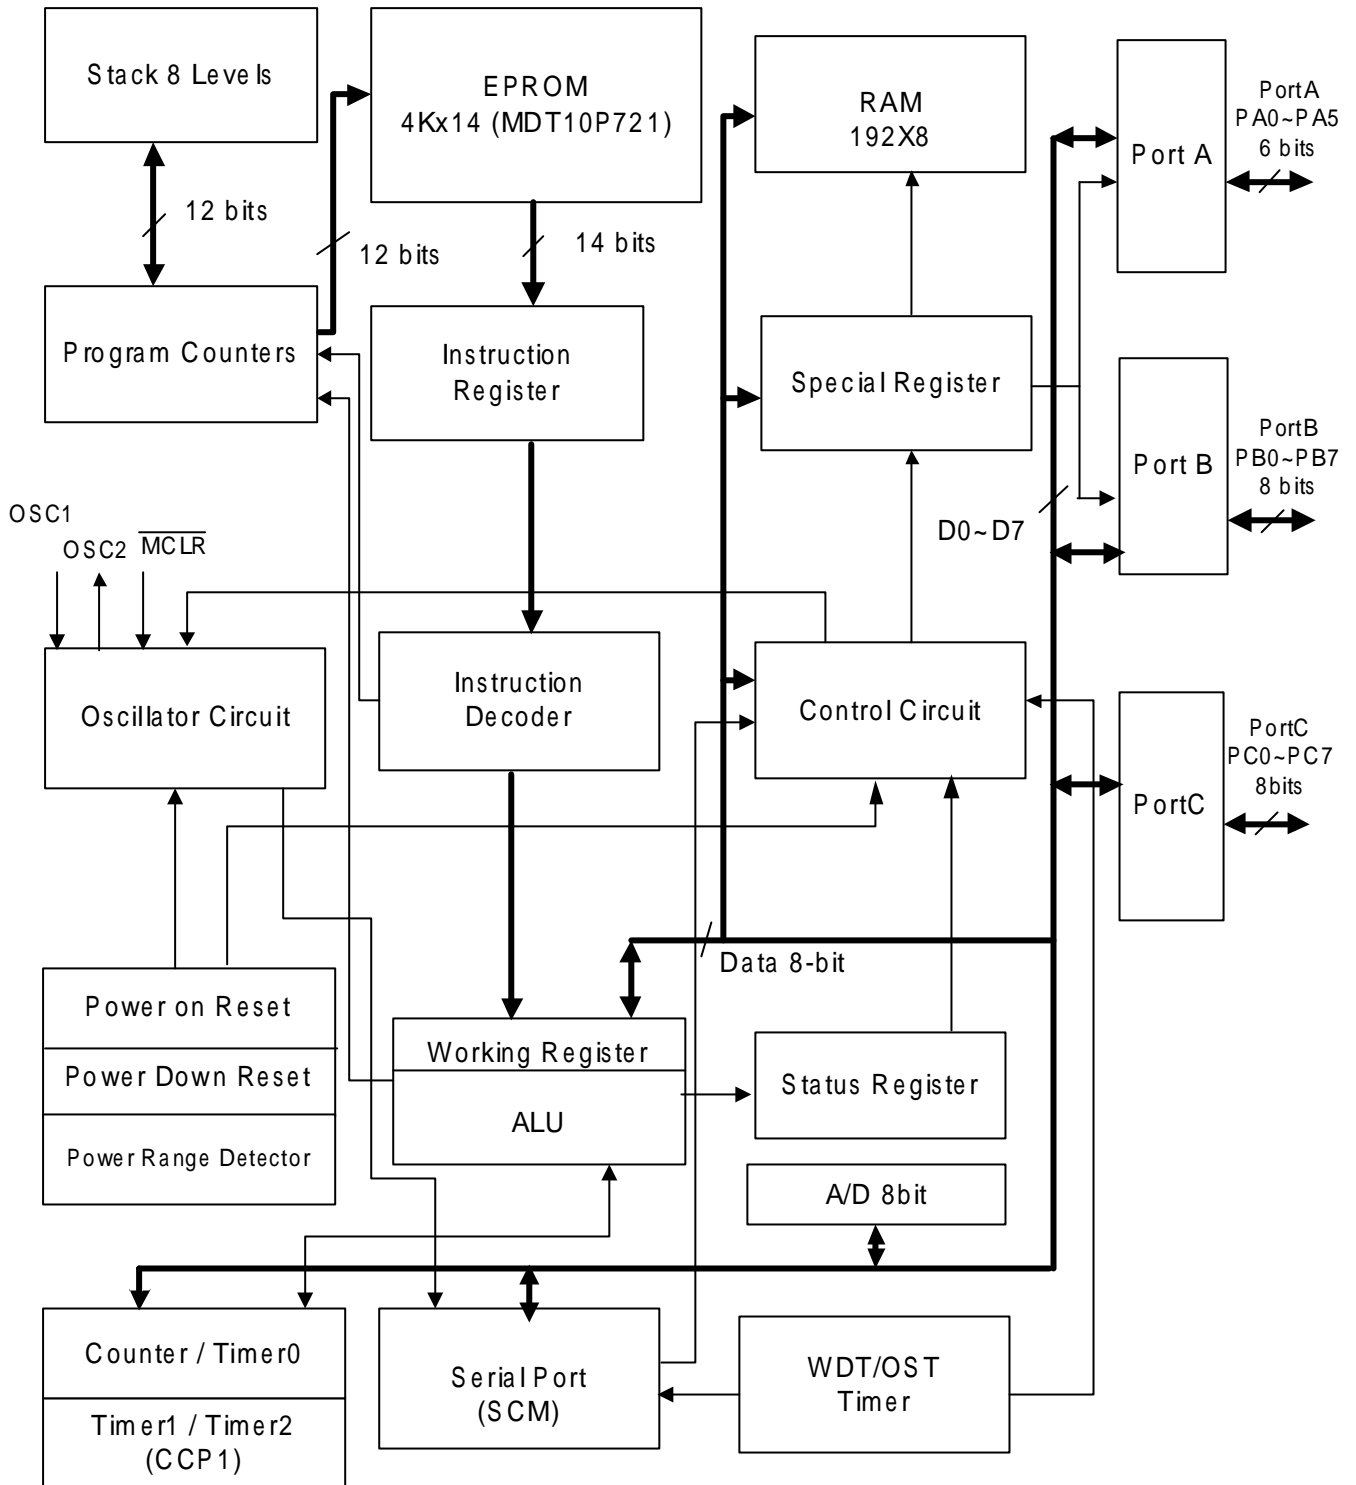 Stack 8 Levels
EPROM
4Kx14 (MDT10P721)
RAM
192X8
Port A
PortA
PA0~PA5
6 bits
12 bits
12 bits
14 bits
Program Counters
Instruction
Register
Special Register
Port B
PortB
PB0~PB7
8 bits
D0~D7
OSC1
OSC2
MCLR
Oscillator Circuit
Instruction
Decoder
Control Circuit
PortC
PortC
PC0~PC7
8bits
Data 8-bit
Power on Reset
Power Down Reset
Power Range Detector
Working Register
ALU
Status Register
A/D 8bit
Counter / Timer0
Timer1 / Timer2
(CCP1)
Serial Port
(SCM)
WDT/OST
Timer